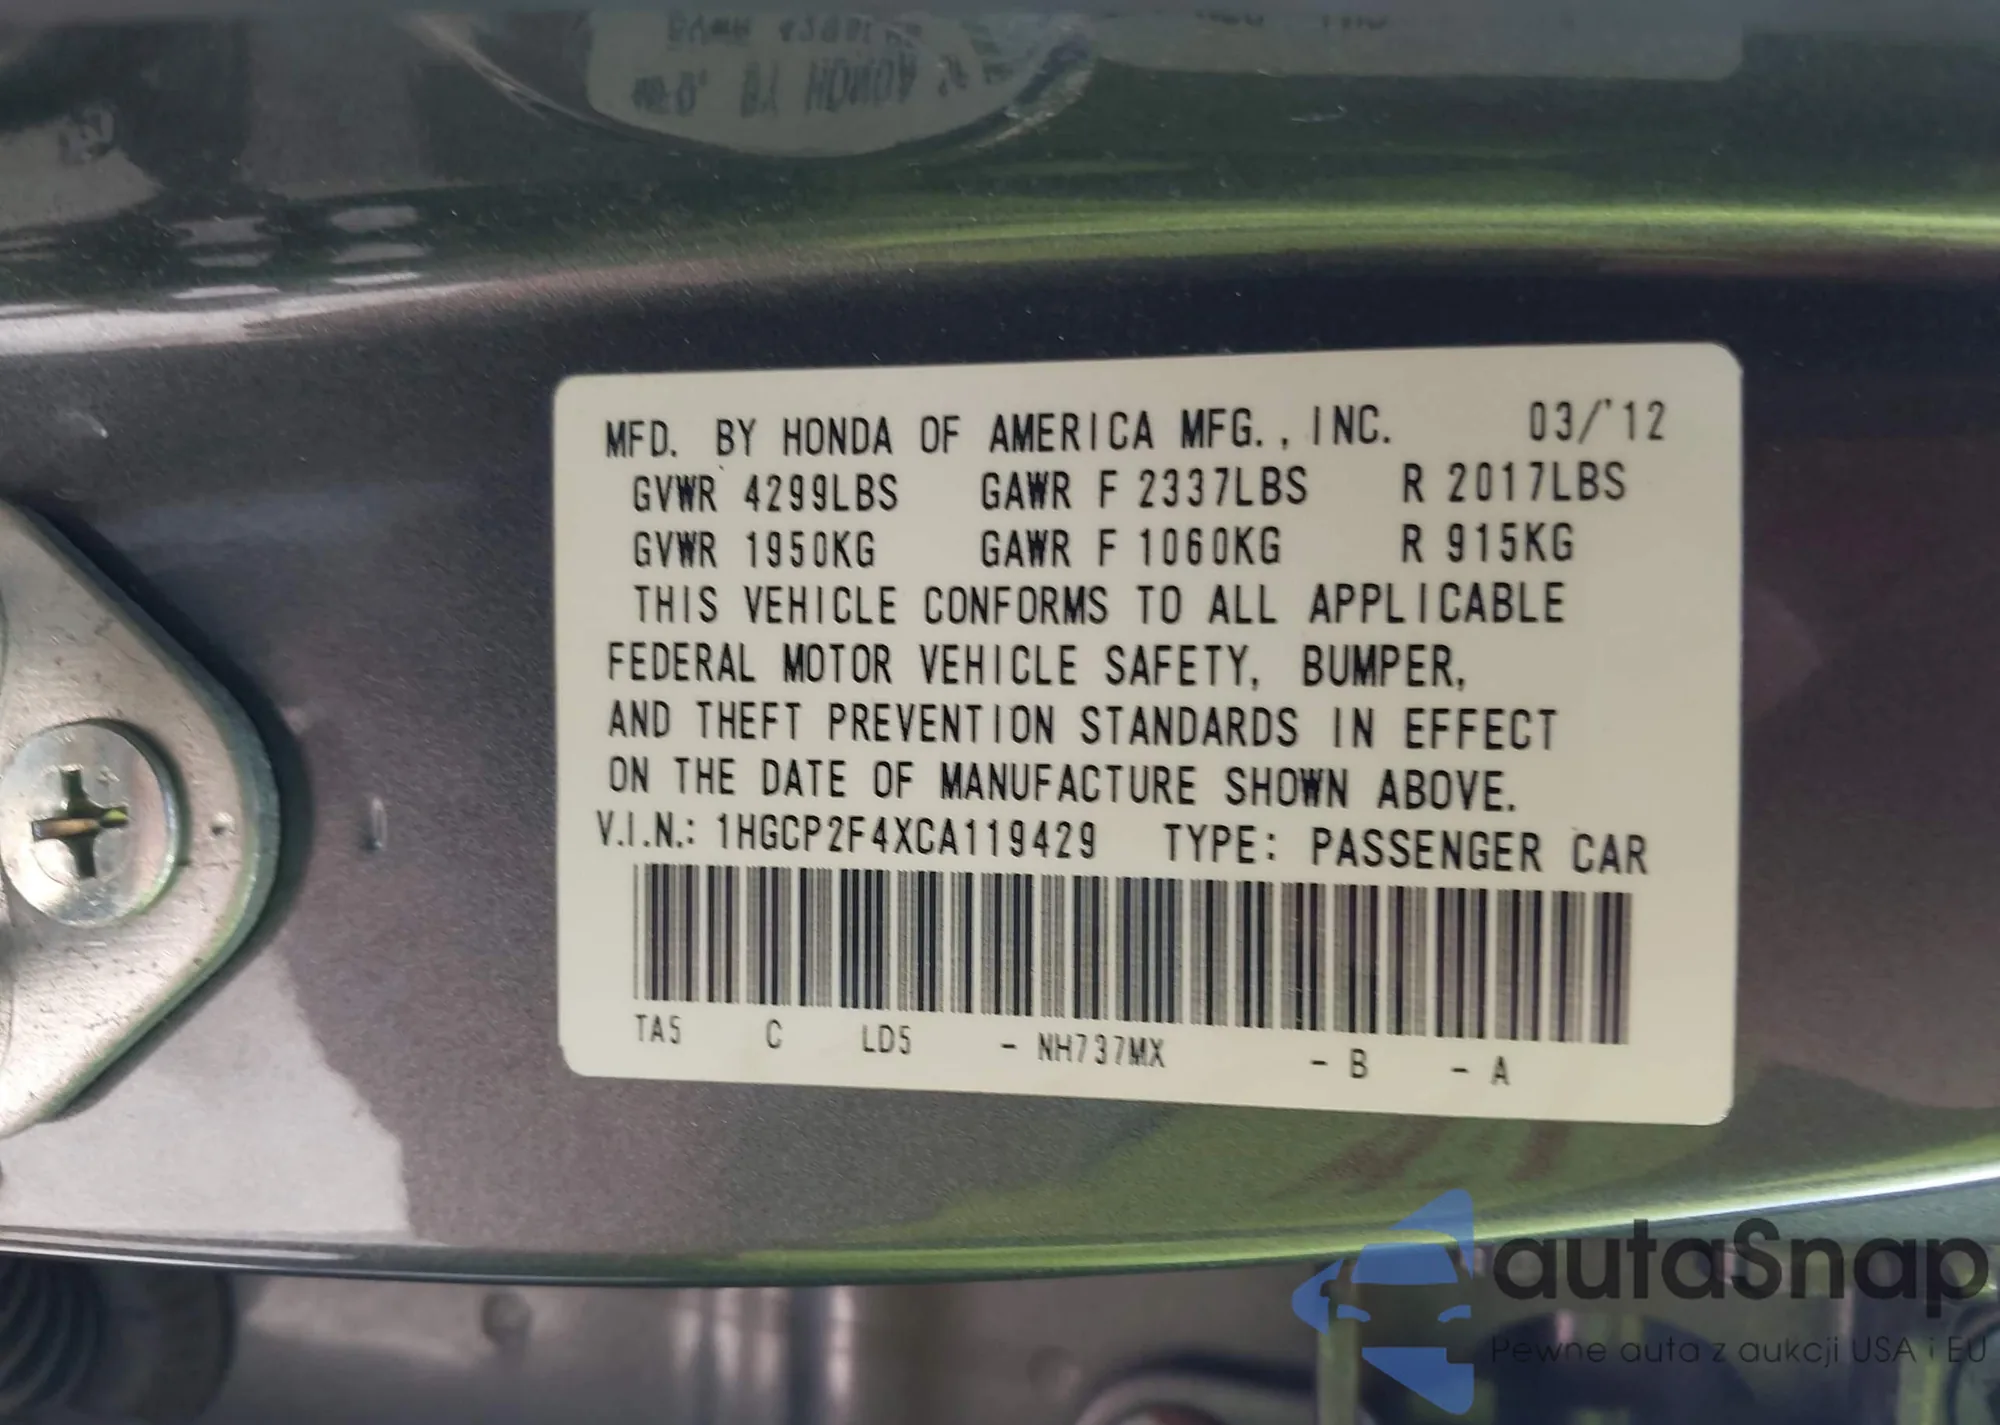 MFD. BY HONDA OF AMERICA MFG., INC. 03/'12
GVWR 4299LBS GAWR F 2337LBS R 2017LBS
GVWR 1950KG GAWR F 1060KG R 915KG
THIS VEHICLE CONFORMS TO ALL APPLICABLE
FEDERAL MOTOR VEHICLE SAFETY, BUMPER,
AND THEFT PREVENTION STANDARDS IN EFFECT
ON THE DATE OF MANUFACTURE SHOWN ABOVE.
V.I.N.: 1HGCP2F4XCA119429 TYPE: PASSENGER CAR
TA5 C LD5 - NH737MX - B - A
autaSnap
Pewne auta z aukcji USA i EU